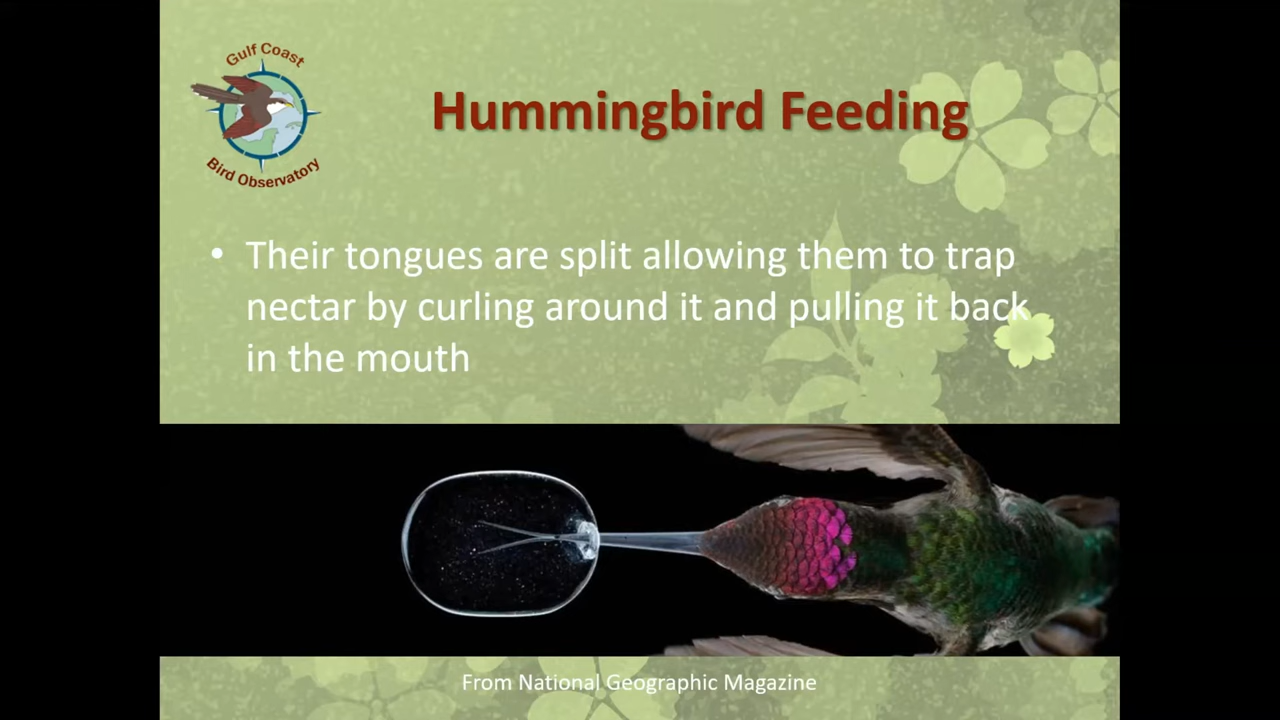 Gulf Coast
Bird Observatory
Hummingbird Feeding
• Their tongues are split allowing them to trap
nectar by curling around it and pulling it back
in the mouth
From National Geographic Magazine